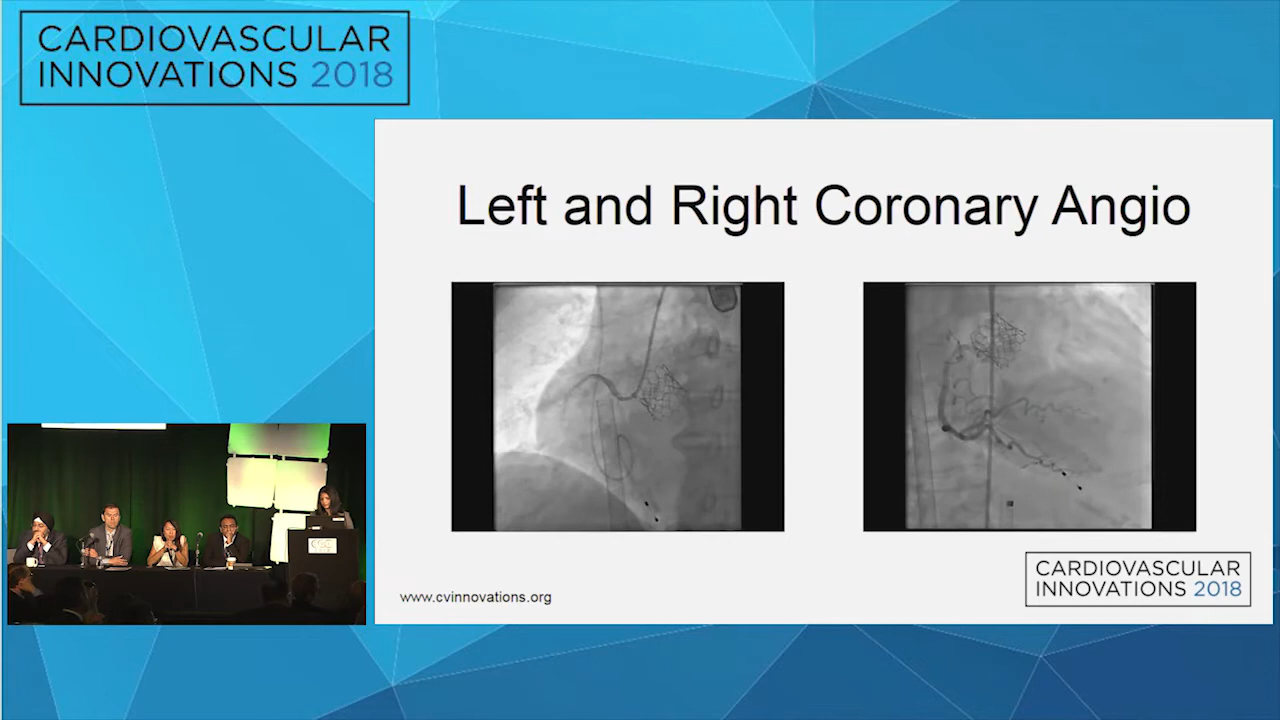 CARDIOVASCULAR
INNOVATIONS 2018
Left and Right Coronary Angio
www.cvinnovations.org
CARDIOVASCULAR
INNOVATIONS 2018